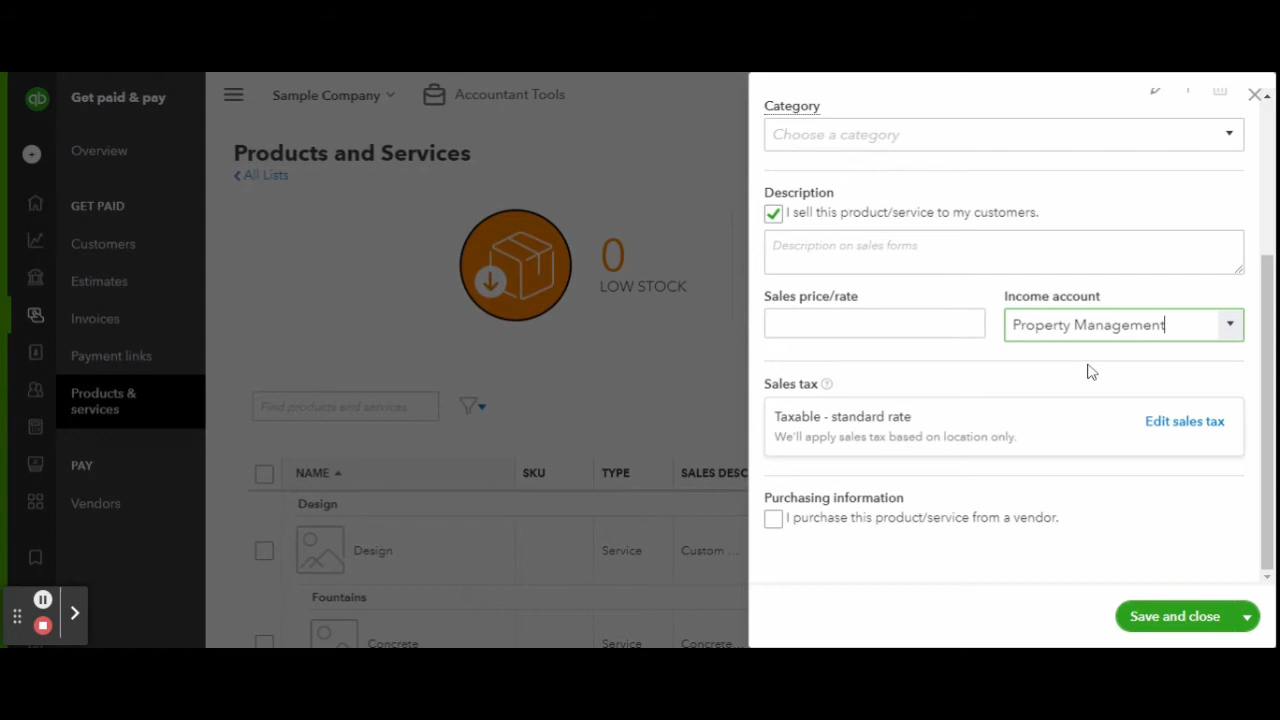 qb
Get paid & pay
Overview
GET PAID
Customers
Estimates
Invoices
Payment links
Products &
services
PAY
Vendors
Sample Company
Accountant Tools
Products and Services
All Lists
0
LOW STOCK
Find products and services
NAME
SKU
TYPE
SALES DESC
Design
Design
Service
Custom ...
Fountains
Concrete
Service
Concrete...
Category
Choose a category
Description
I sell this product/service to my customers.
Description on sales forms
Sales price/rate
Income account
Property Management
Sales tax
Taxable - standard rate
Edit sales tax
We'll apply sales tax based on location only.
Purchasing information
I purchase this product/service from a vendor.
Save and close